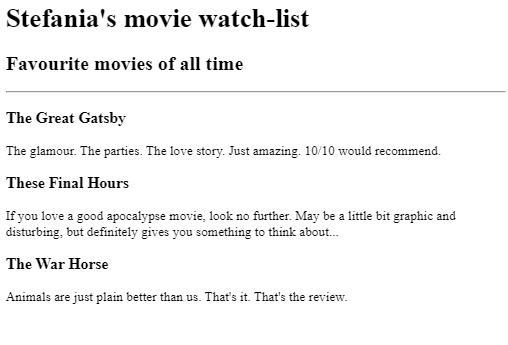 Stefania's movie watch-list
Favourite movies of all time
The Great Gatsby
The glamour. The parties. The love story. Just amazing. 10/10 would recommend.
These Final Hours
If you love a good apocalypse movie, look no further. May be a little bit graphic and
disturbing, but definitely gives you something to think about...
The War Horse
Animals are just plain better than us. That's it. That's the review.